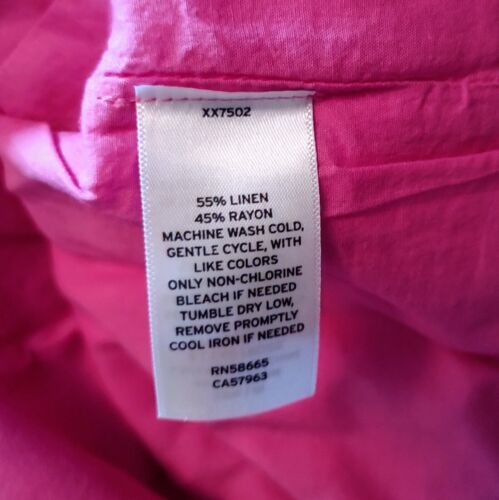 XX7502
55% LINEN
45% RAYON
MACHINE WASH COLD,
GENTLE CYCLE, WITH
LIKE COLORS
ONLY NON-CHLORINE
BLEACH IF NEEDED
TUMBLE DRY LOW,
REMOVE PROMPTLY
COOL IRON IF NEEDED
RN58665
CA57963